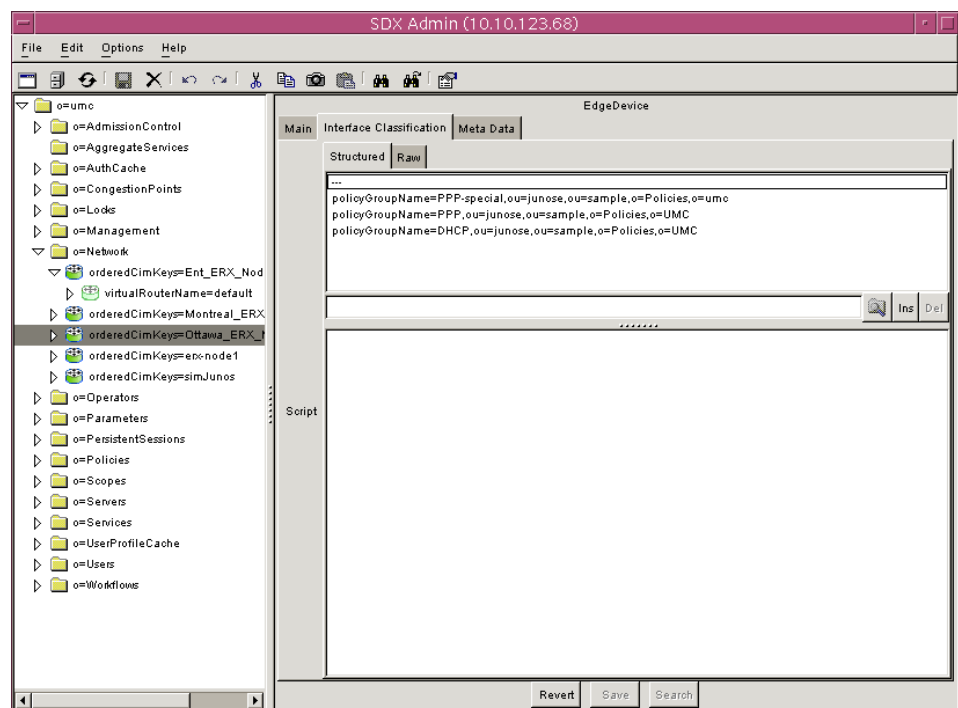 SDX Admin (10.10.123.68)
File Edit Options Help
o=umc
o=AdmissionControl
o=AggregateServices
o=AuthCache
o=CongestionPoints
o=Locks
o=Management
o=Network
orderedCimKeys=Ent_ERX_Nod
virtualRouterName=default
orderedCimKeys=Montreal_ERX
orderedCimKeys=Ottawa_ERX_
orderedCimKeys=erx-node1
orderedCimKeys=simJunos
o=Operators
o=Parameters
o=PersistentSessions
o=Policies
o=Scopes
o=Servers
o=Services
o=UserProfileCache
o=Users
o=Workflows
EdgeDevice
Main Interface Classification Meta Data
Structured Raw
---
policyGroupName=PPP-special,ou=junose,ou=sample,o=Policies,o=umc
policyGroupName=PPP,ou=junose,ou=sample,o=Policies,o=UMC
policyGroupName=DHCP,ou=junose,ou=sample,o=Policies,o=UMC
Ins Del
Script
Revert Save Search